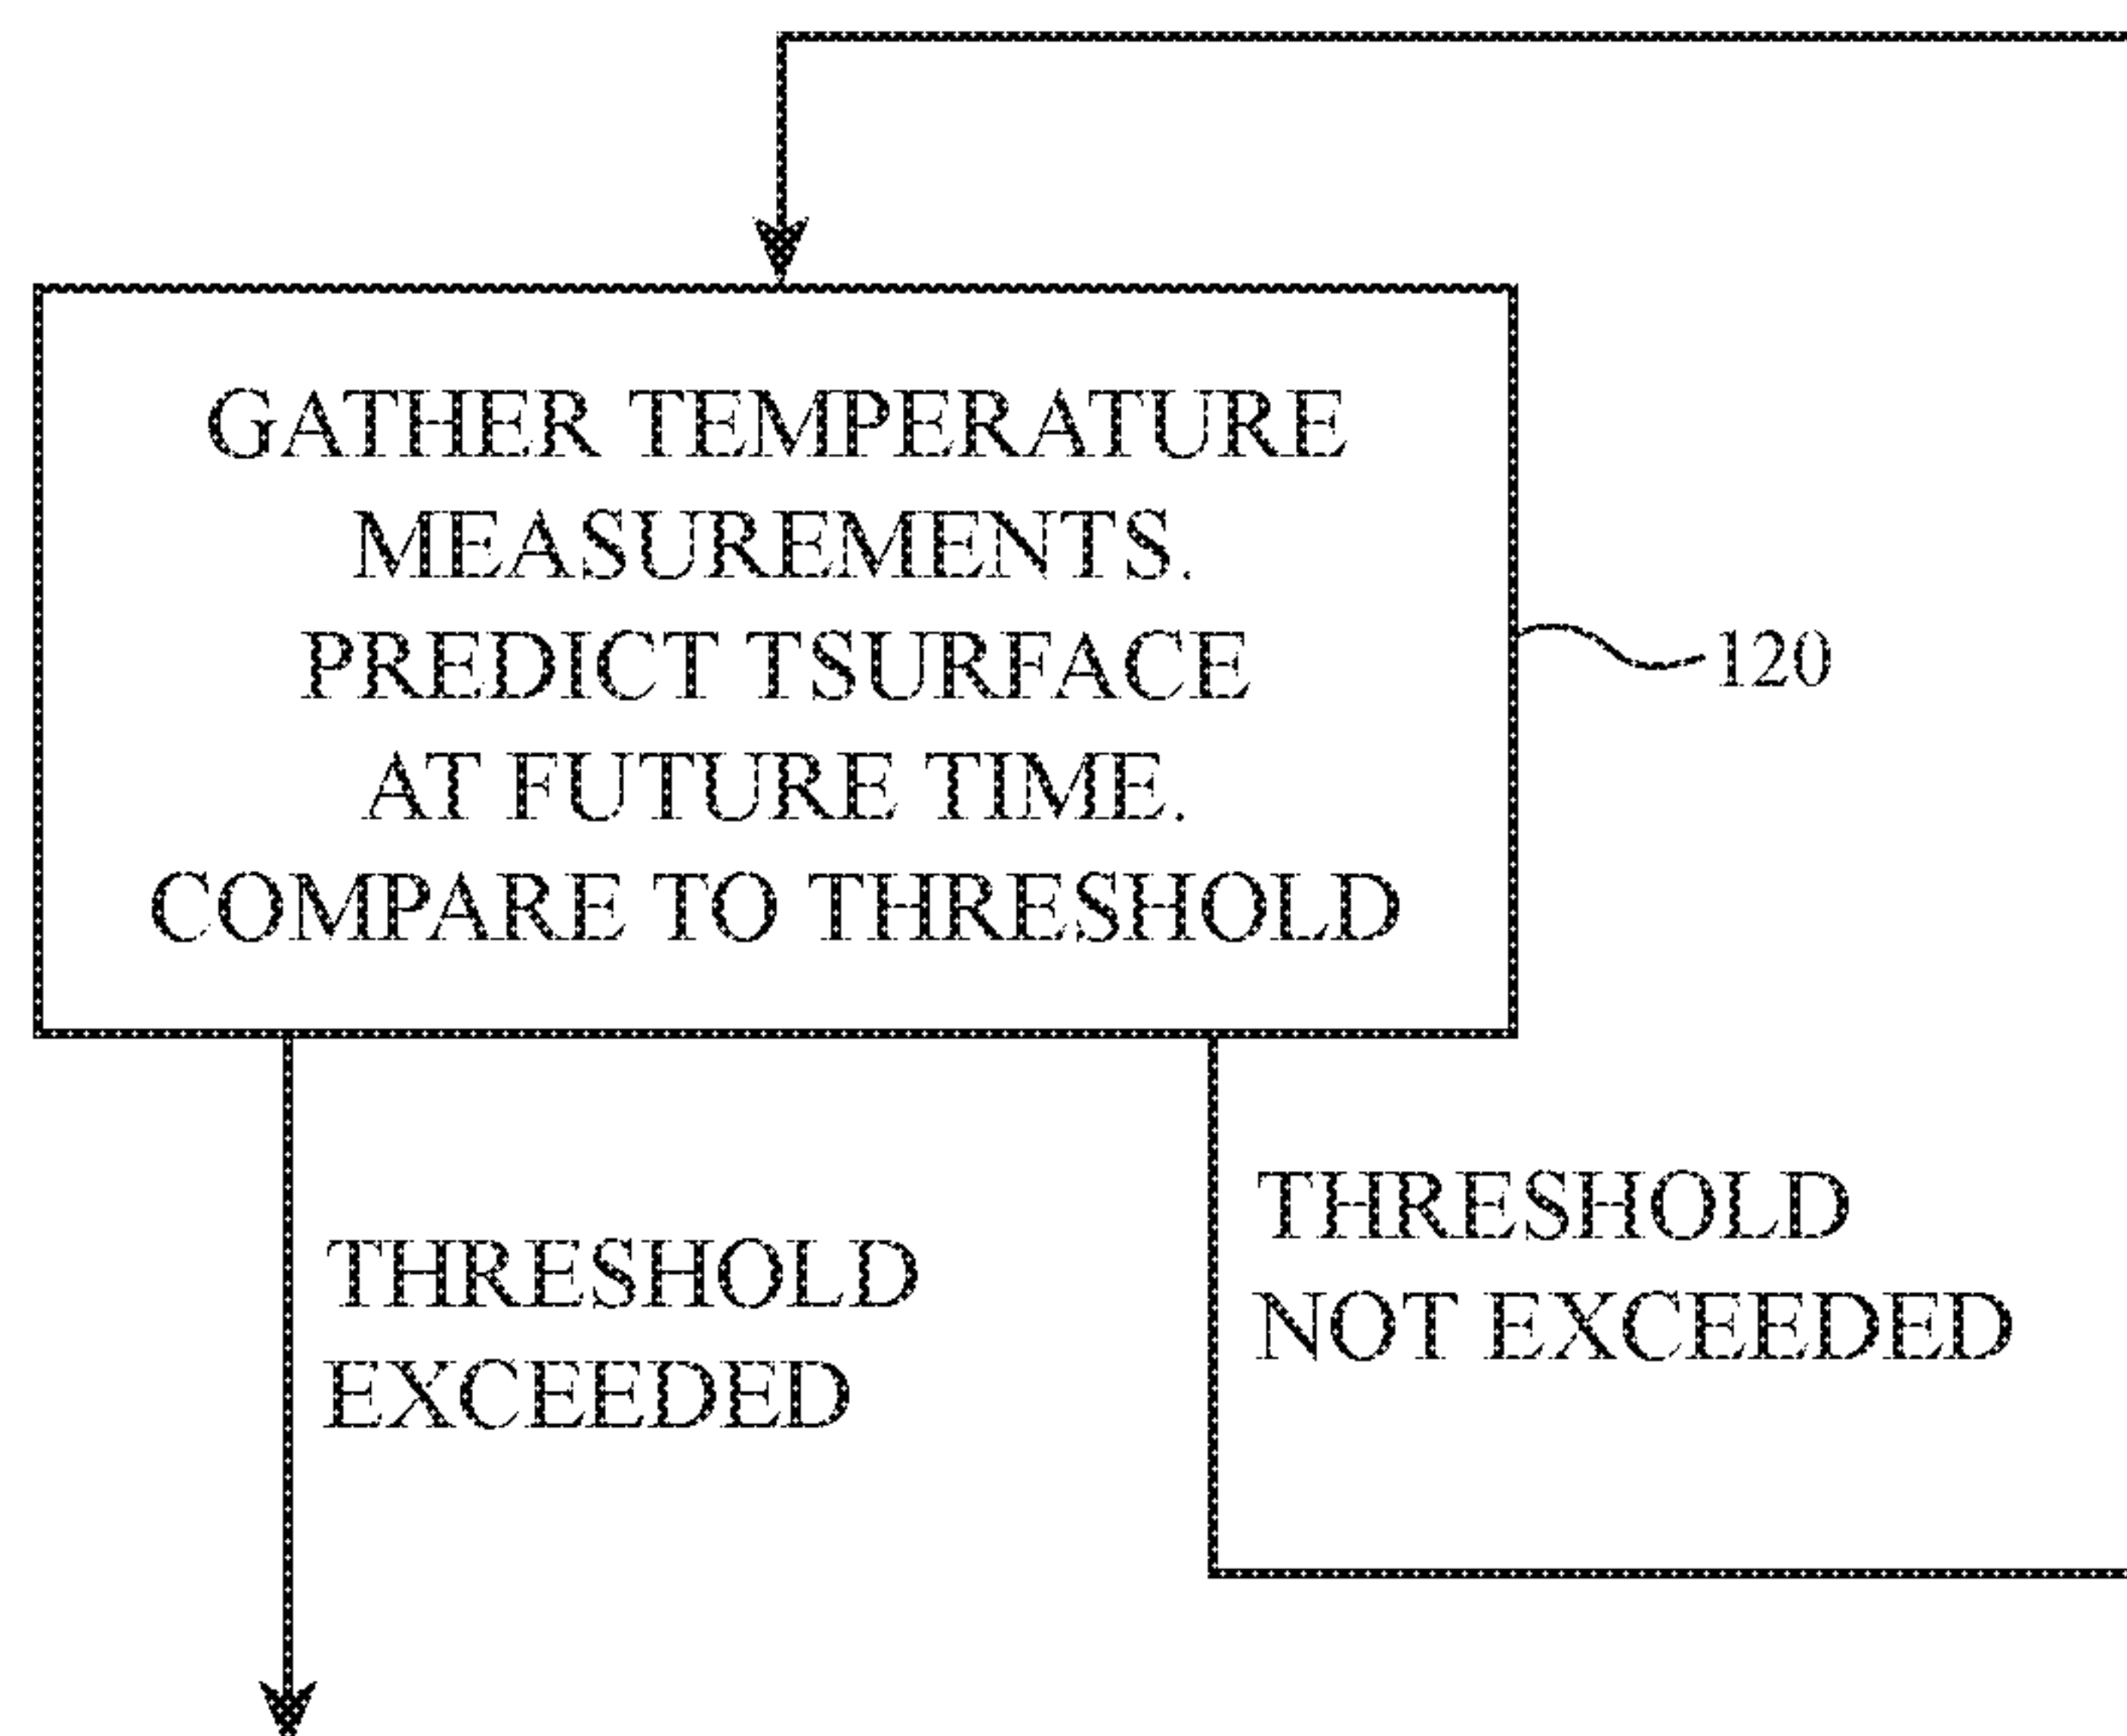 GATHER TEMPERATURE
MEASUREMENTS.
PREDICT TSURFACE
AT FUTURE TIME.
COMPARE TO THRESHOLD
120
THRESHOLD
EXCEEDED
THRESHOLD
NOT EXCEEDED